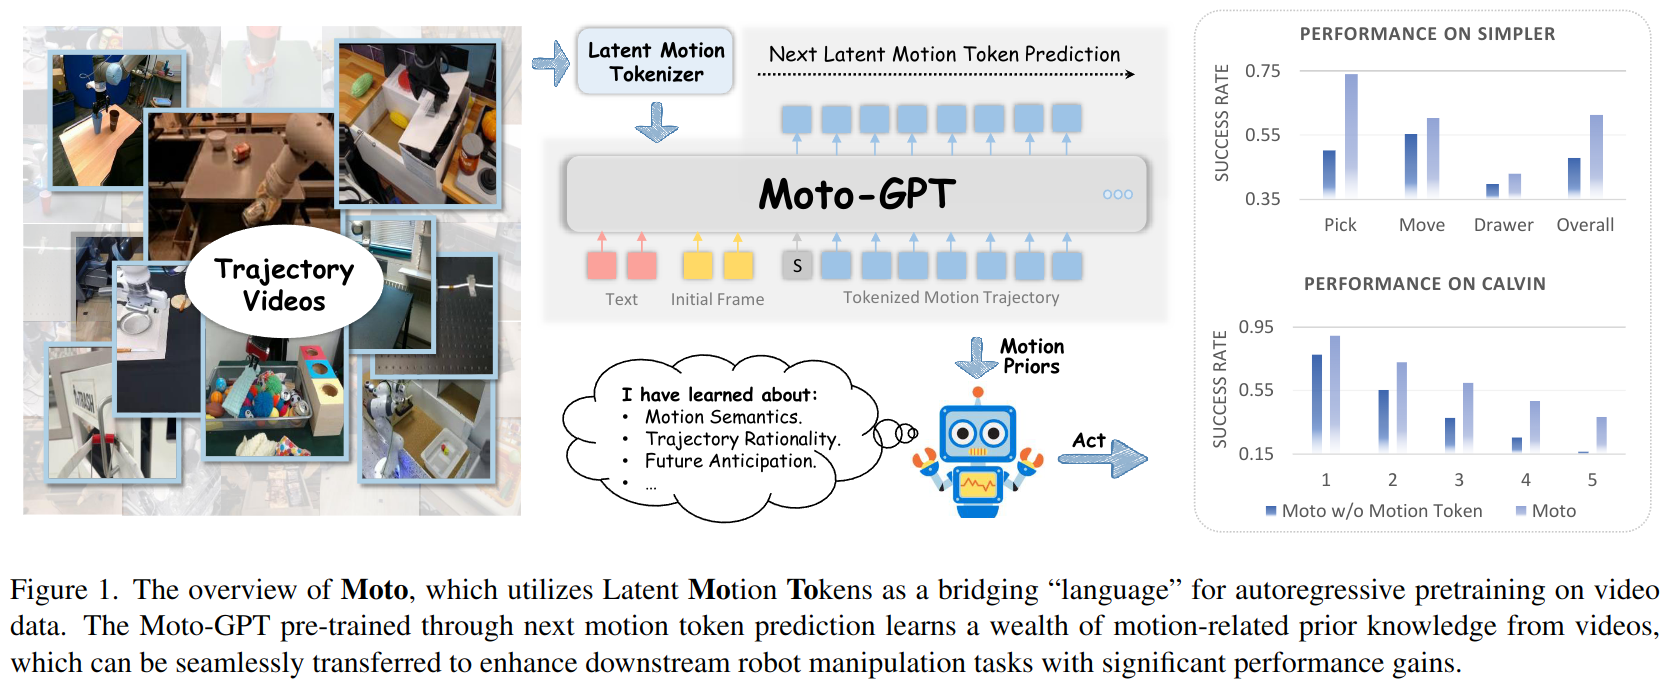 Trajectory
Videos
TRASH
Latent Motion
Tokenizer
Next Latent Motion Token Prediction
Moto-GPT
S
Text
Initial Frame
Tokenized Motion Trajectory
Motion
Priors
I have learned about:
• Motion Semantics.
• Trajectory Rationality.
• Future Anticipation.
• ...
Act
PERFORMANCE ON SIMPLER
SUCCESS RATE
0.75
0.55
0.35
Pick Move Drawer Overall
PERFORMANCE ON CALVIN
SUCCESS RATE
0.95
0.55
0.15
1 2 3 4 5
Moto w/o Motion Token Moto
Figure 1. The overview of Moto, which utilizes Latent Motion Tokens as a bridging “language” for autoregressive pretraining on video
data. The Moto-GPT pre-trained through next motion token prediction learns a wealth of motion-related prior knowledge from videos,
which can be seamlessly transferred to enhance downstream robot manipulation tasks with significant performance gains.